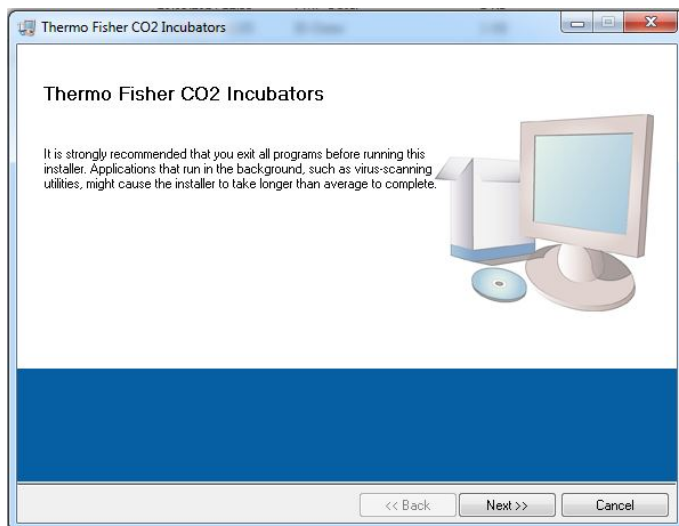 Thermo Fisher CO2 Incubators
Thermo Fisher CO2 Incubators
It is strongly recommended that you exit all programs before running this
installer. Applications that run in the background, such as virus-scanning
utilities, might cause the installer to take longer than average to complete.
<< Back
Next >>
Cancel